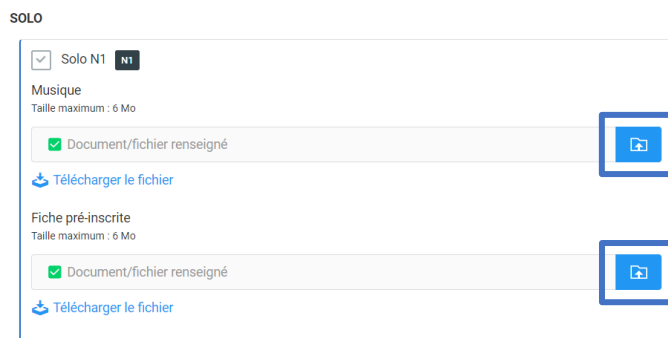 SOLO
Solo N1 N1
Musique
Taille maximum : 6 Mo
Document/fichier renseigné
Télécharger le fichier
Fiche pré-inscrite
Taille maximum : 6 Mo
Document/fichier renseigné
Télécharger le fichier